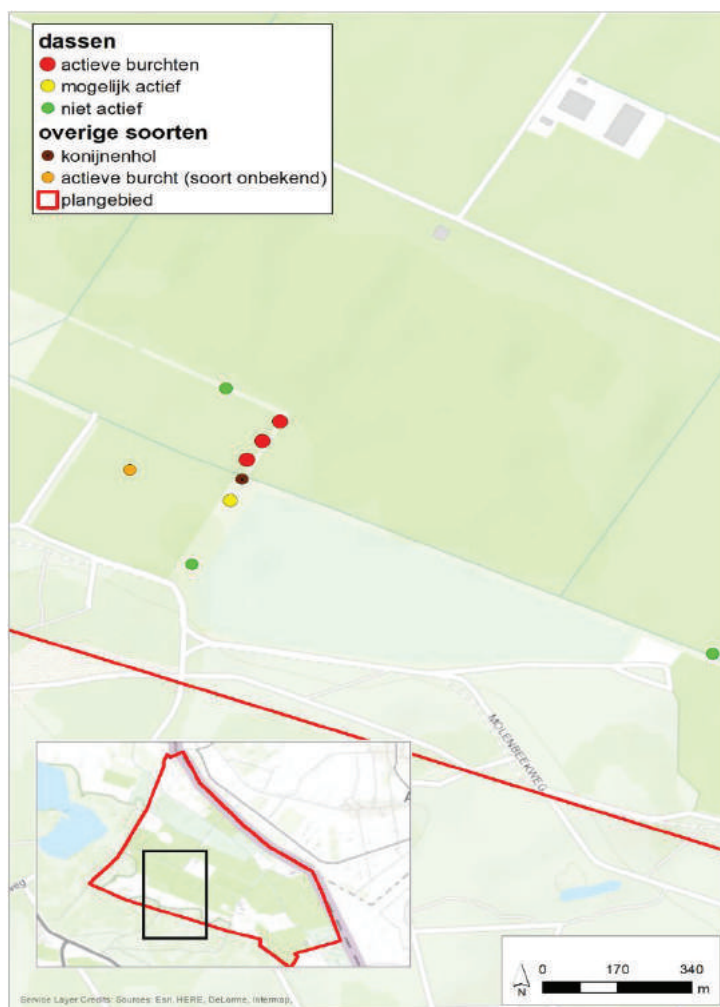 dassen
actieve burchten
mogelijk actief
niet actief
overige soorten
konijnenhol
actieve burcht (soort onbekend)
plangebied
MOLENBEEKWEG
A
weg
N
0 170 340
m
Service Layer Credits: Sources: Esri, HERE, DeLorme, Intermap,